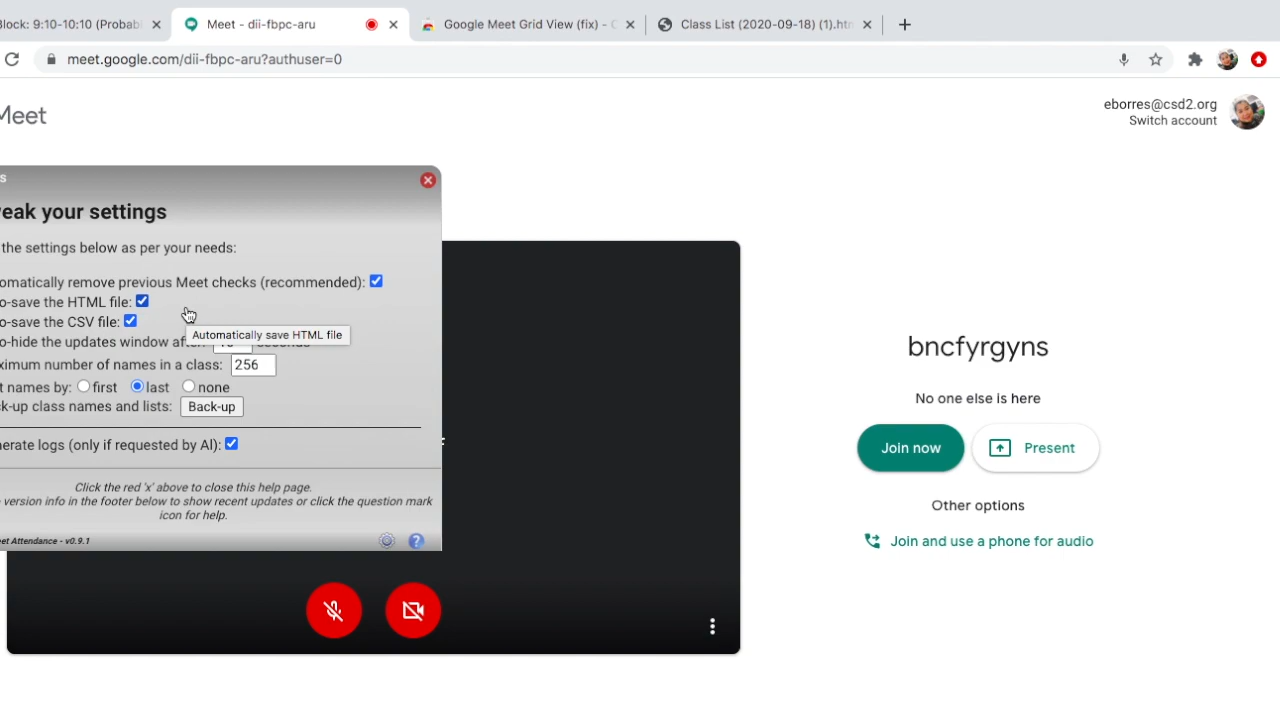 Block: 9:10-10:10 (Probab
Meet - dii-fbpc-aru
Google Meet Grid View (fix) - C
Class List (2020-09-18) (1).htm
meet.google.com/dii-fbpc-aru?authuser=0
Meet
eborres@csd2.org
Switch account
s
eak your settings
the settings below as per your needs:
omatically remove previous Meet checks (recommended):
o-save the HTML file:
o-save the CSV file:
Automatically save HTML file
o-hide the updates window after:
ximum number of names in a class: 256
t names by: first last none
k-up class names and lists: Back-up
erate logs (only if requested by Al):
Click the red 'x' above to close this help page.
version info in the footer below to show recent updates or click the question mark
icon for help.
et Attendance - v0.9.1
bncfyrgyns
No one else is here
Join now
Present
Other options
Join and use a phone for audio